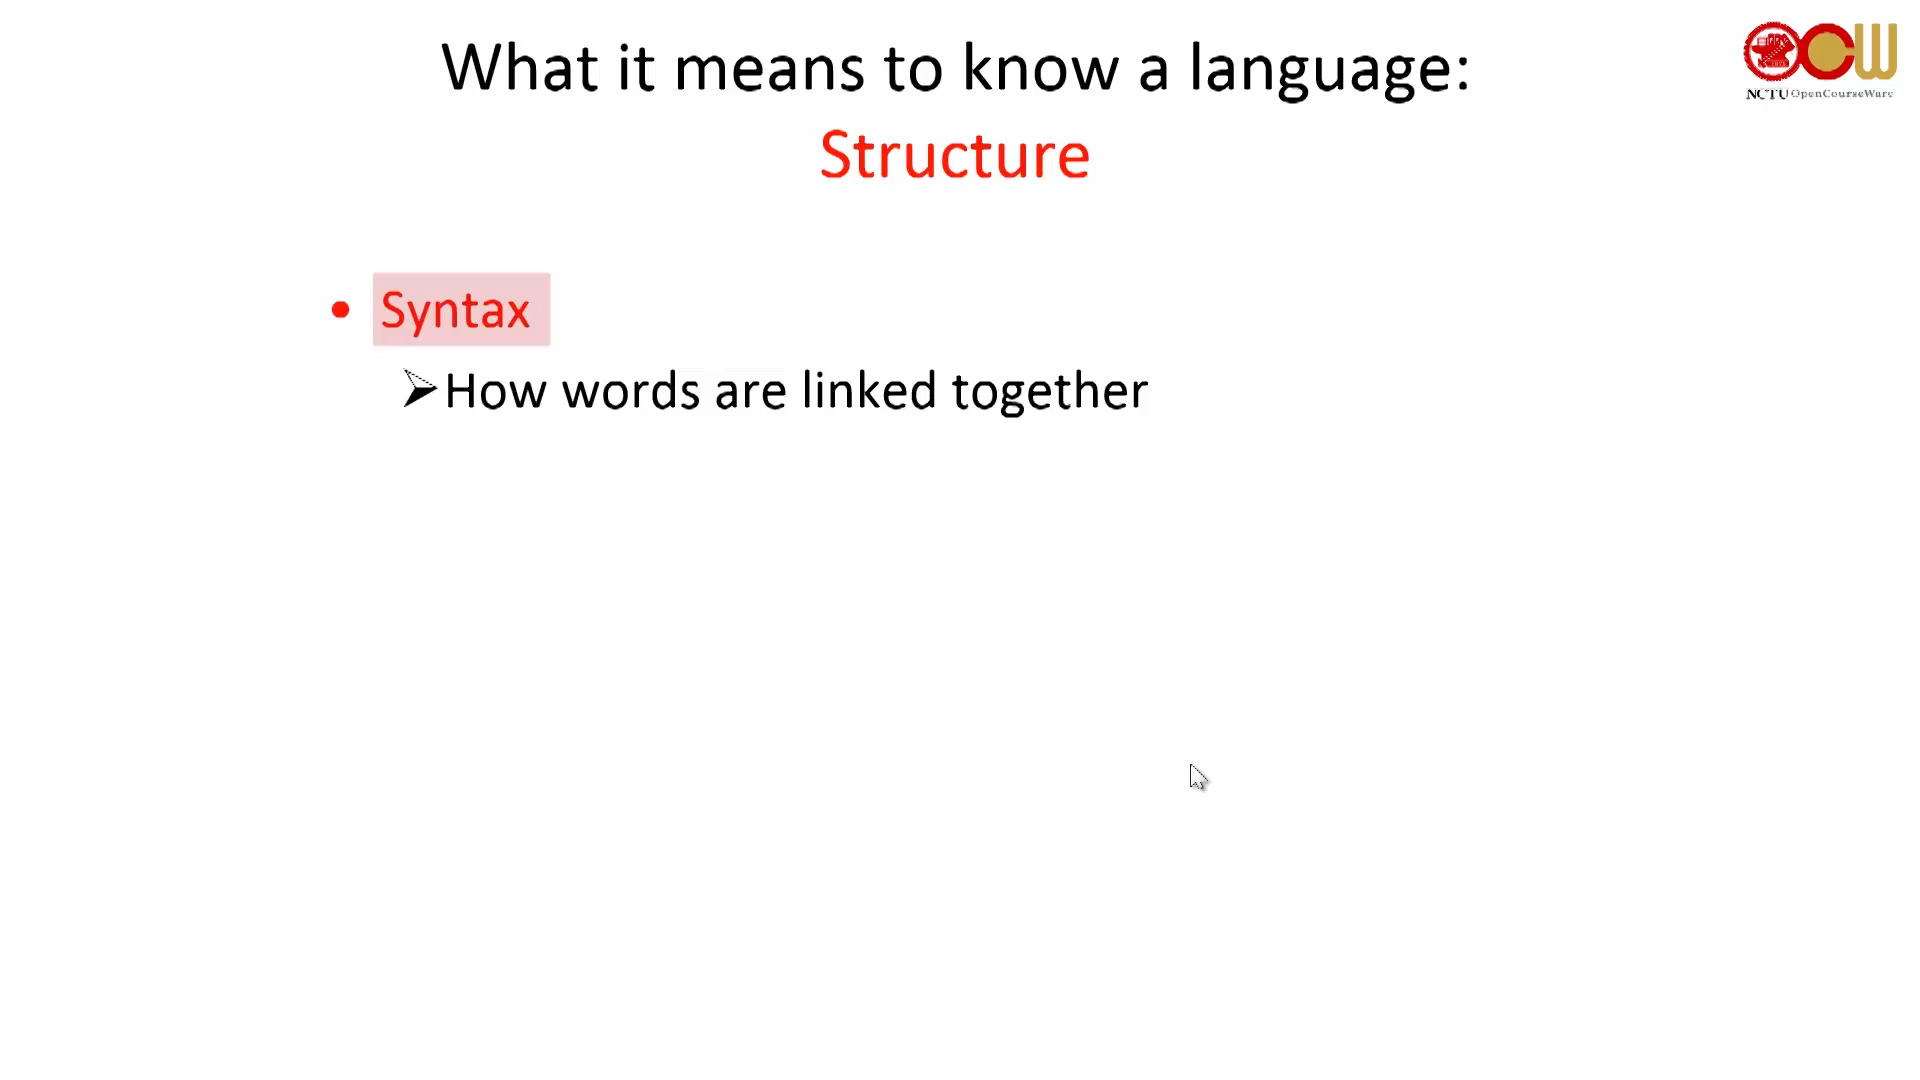 What it means to know a language:
Structure
NCTU OpenCourseWare
• Syntax
➢How words are linked together